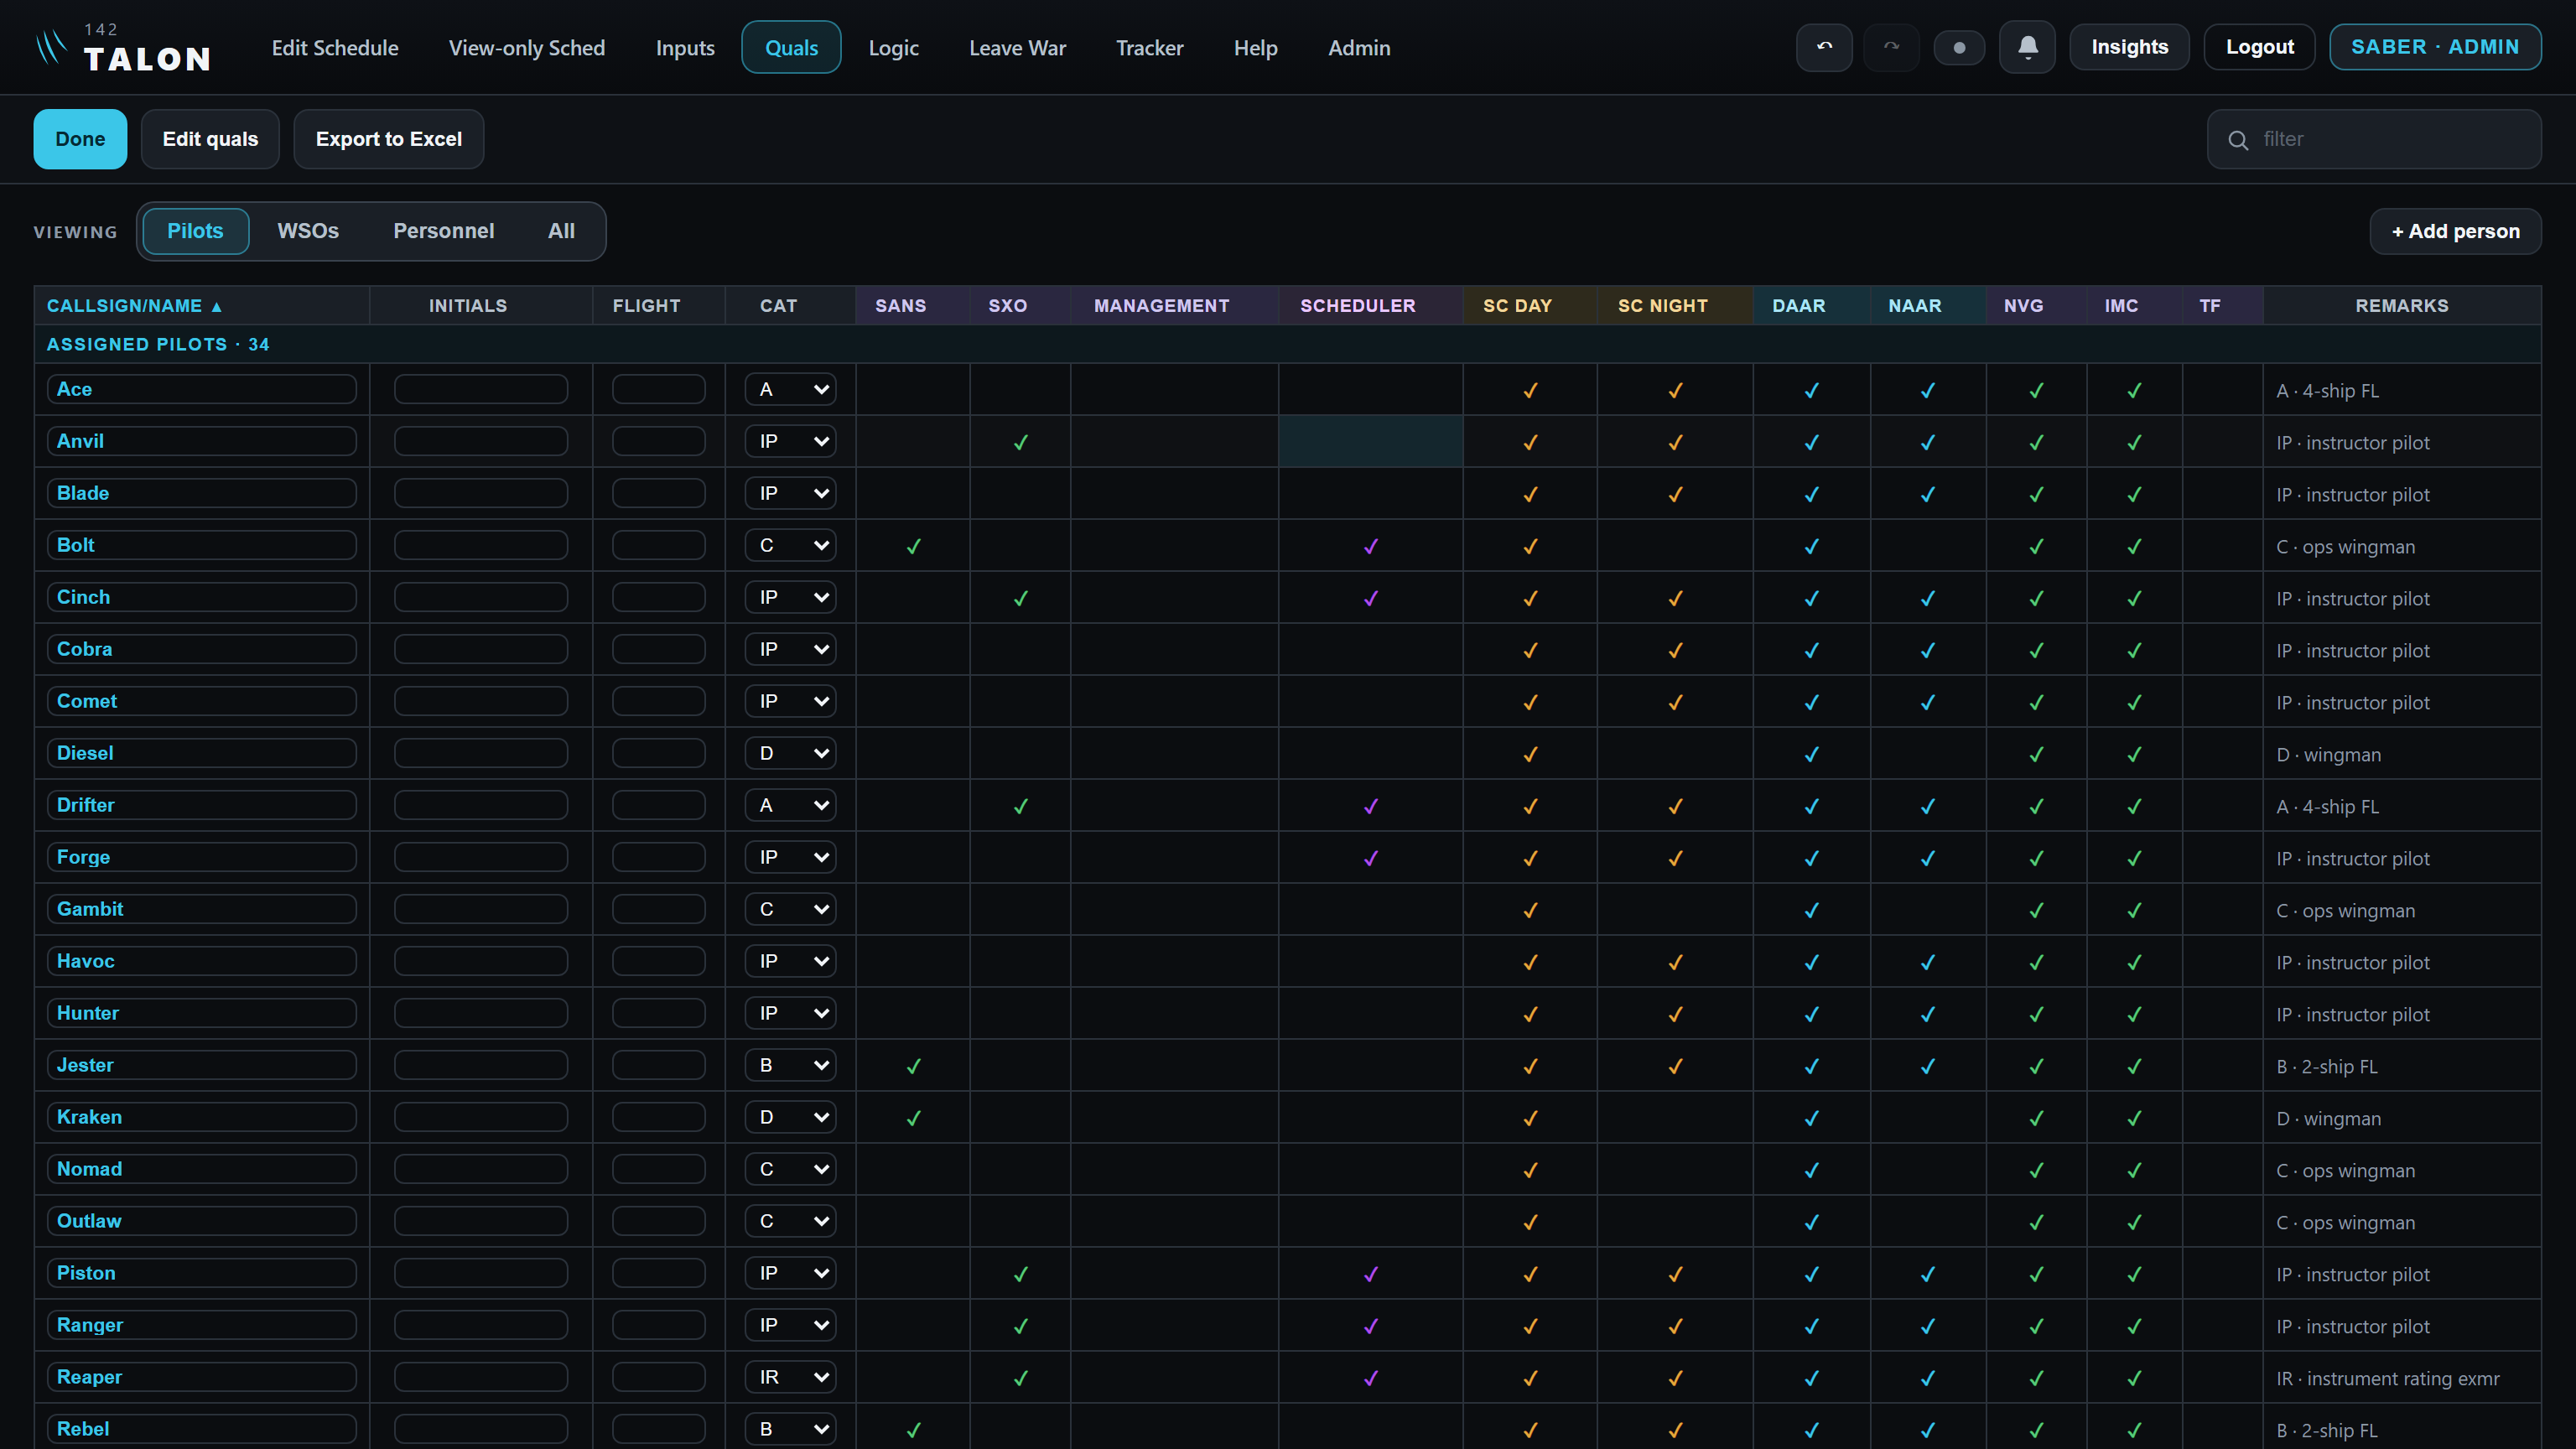 142
TALON
Edit Schedule View-only Sched Inputs Quals Logic Leave War Tracker Help Admin Insights Logout SABER · ADMIN
Done Edit quals Export to Excel filter
VIEWING Pilots WSOs Personnel All + Add person
CALLSIGN/NAME ▲ INITIALS FLIGHT CAT SANS SXO MANAGEMENT SCHEDULER SC DAY SC NIGHT DAAR NAAR NVG IMC TF REMARKS
ASSIGNED PILOTS · 34
Ace A ✓ ✓ ✓ ✓ ✓ ✓ A · 4-ship FL
Anvil IP ✓ ✓ ✓ ✓ ✓ ✓ ✓ IP · instructor pilot
Blade IP ✓ ✓ ✓ ✓ ✓ ✓ IP · instructor pilot
Bolt C ✓ ✓ ✓ ✓ ✓ ✓ C · ops wingman
Cinch IP ✓ ✓ ✓ ✓ ✓ ✓ ✓ ✓ IP · instructor pilot
Cobra IP ✓ ✓ ✓ ✓ ✓ ✓ IP · instructor pilot
Comet IP ✓ ✓ ✓ ✓ ✓ ✓ IP · instructor pilot
Diesel D ✓ ✓ ✓ ✓ D · wingman
Drifter A ✓ ✓ ✓ ✓ ✓ ✓ ✓ ✓ A · 4-ship FL
Forge IP ✓ ✓ ✓ ✓ ✓ ✓ ✓ IP · instructor pilot
Gambit C ✓ ✓ ✓ ✓ C · ops wingman
Havoc IP ✓ ✓ ✓ ✓ ✓ ✓ IP · instructor pilot
Hunter IP ✓ ✓ ✓ ✓ ✓ ✓ IP · instructor pilot
Jester B ✓ ✓ ✓ ✓ ✓ ✓ ✓ B · 2-ship FL
Kraken D ✓ ✓ ✓ ✓ ✓ D · wingman
Nomad C ✓ ✓ ✓ ✓ C · ops wingman
Outlaw C ✓ ✓ ✓ ✓ C · ops wingman
Piston IP ✓ ✓ ✓ ✓ ✓ ✓ ✓ ✓ IP · instructor pilot
Ranger IP ✓ ✓ ✓ ✓ ✓ ✓ ✓ ✓ IP · instructor pilot
Reaper IR ✓ ✓ ✓ ✓ ✓ ✓ ✓ ✓ IR · instrument rating exmr
Rebel B ✓ ✓ ✓ ✓ ✓ ✓ ✓ B · 2-ship FL